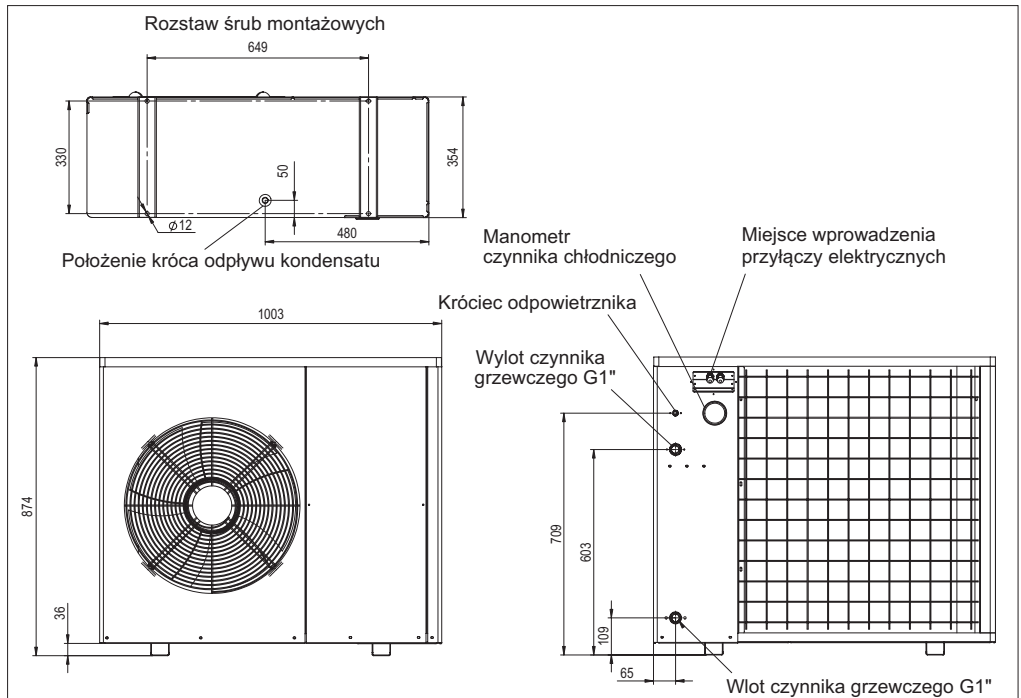 Rozstaw śrub montażowych
649
330
354
50
ϕ12
480
Położenie króca odpływu kondensatu
Manometr
czynnika chłodniczego
Miejsce wprowadzenia
przyłączy elektrycznych
Króciec odpowietrznika
1003
Wylot czynnika
grzewczego G1"
874
36
709
603
109
65
Wlot czynnika grzewczego G1"